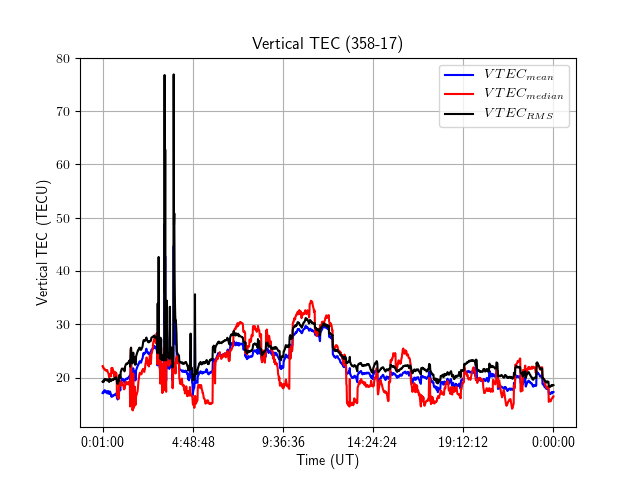 Vertical TEC (358-17)
VTEC_mean
VTEC_median
VTEC_RMS
Vertical TEC (TECU)
80
70
60
50
40
30
20
0:01:00 4:48:48 9:36:36 14:24:24 19:12:12 0:00:00
Time (UT)